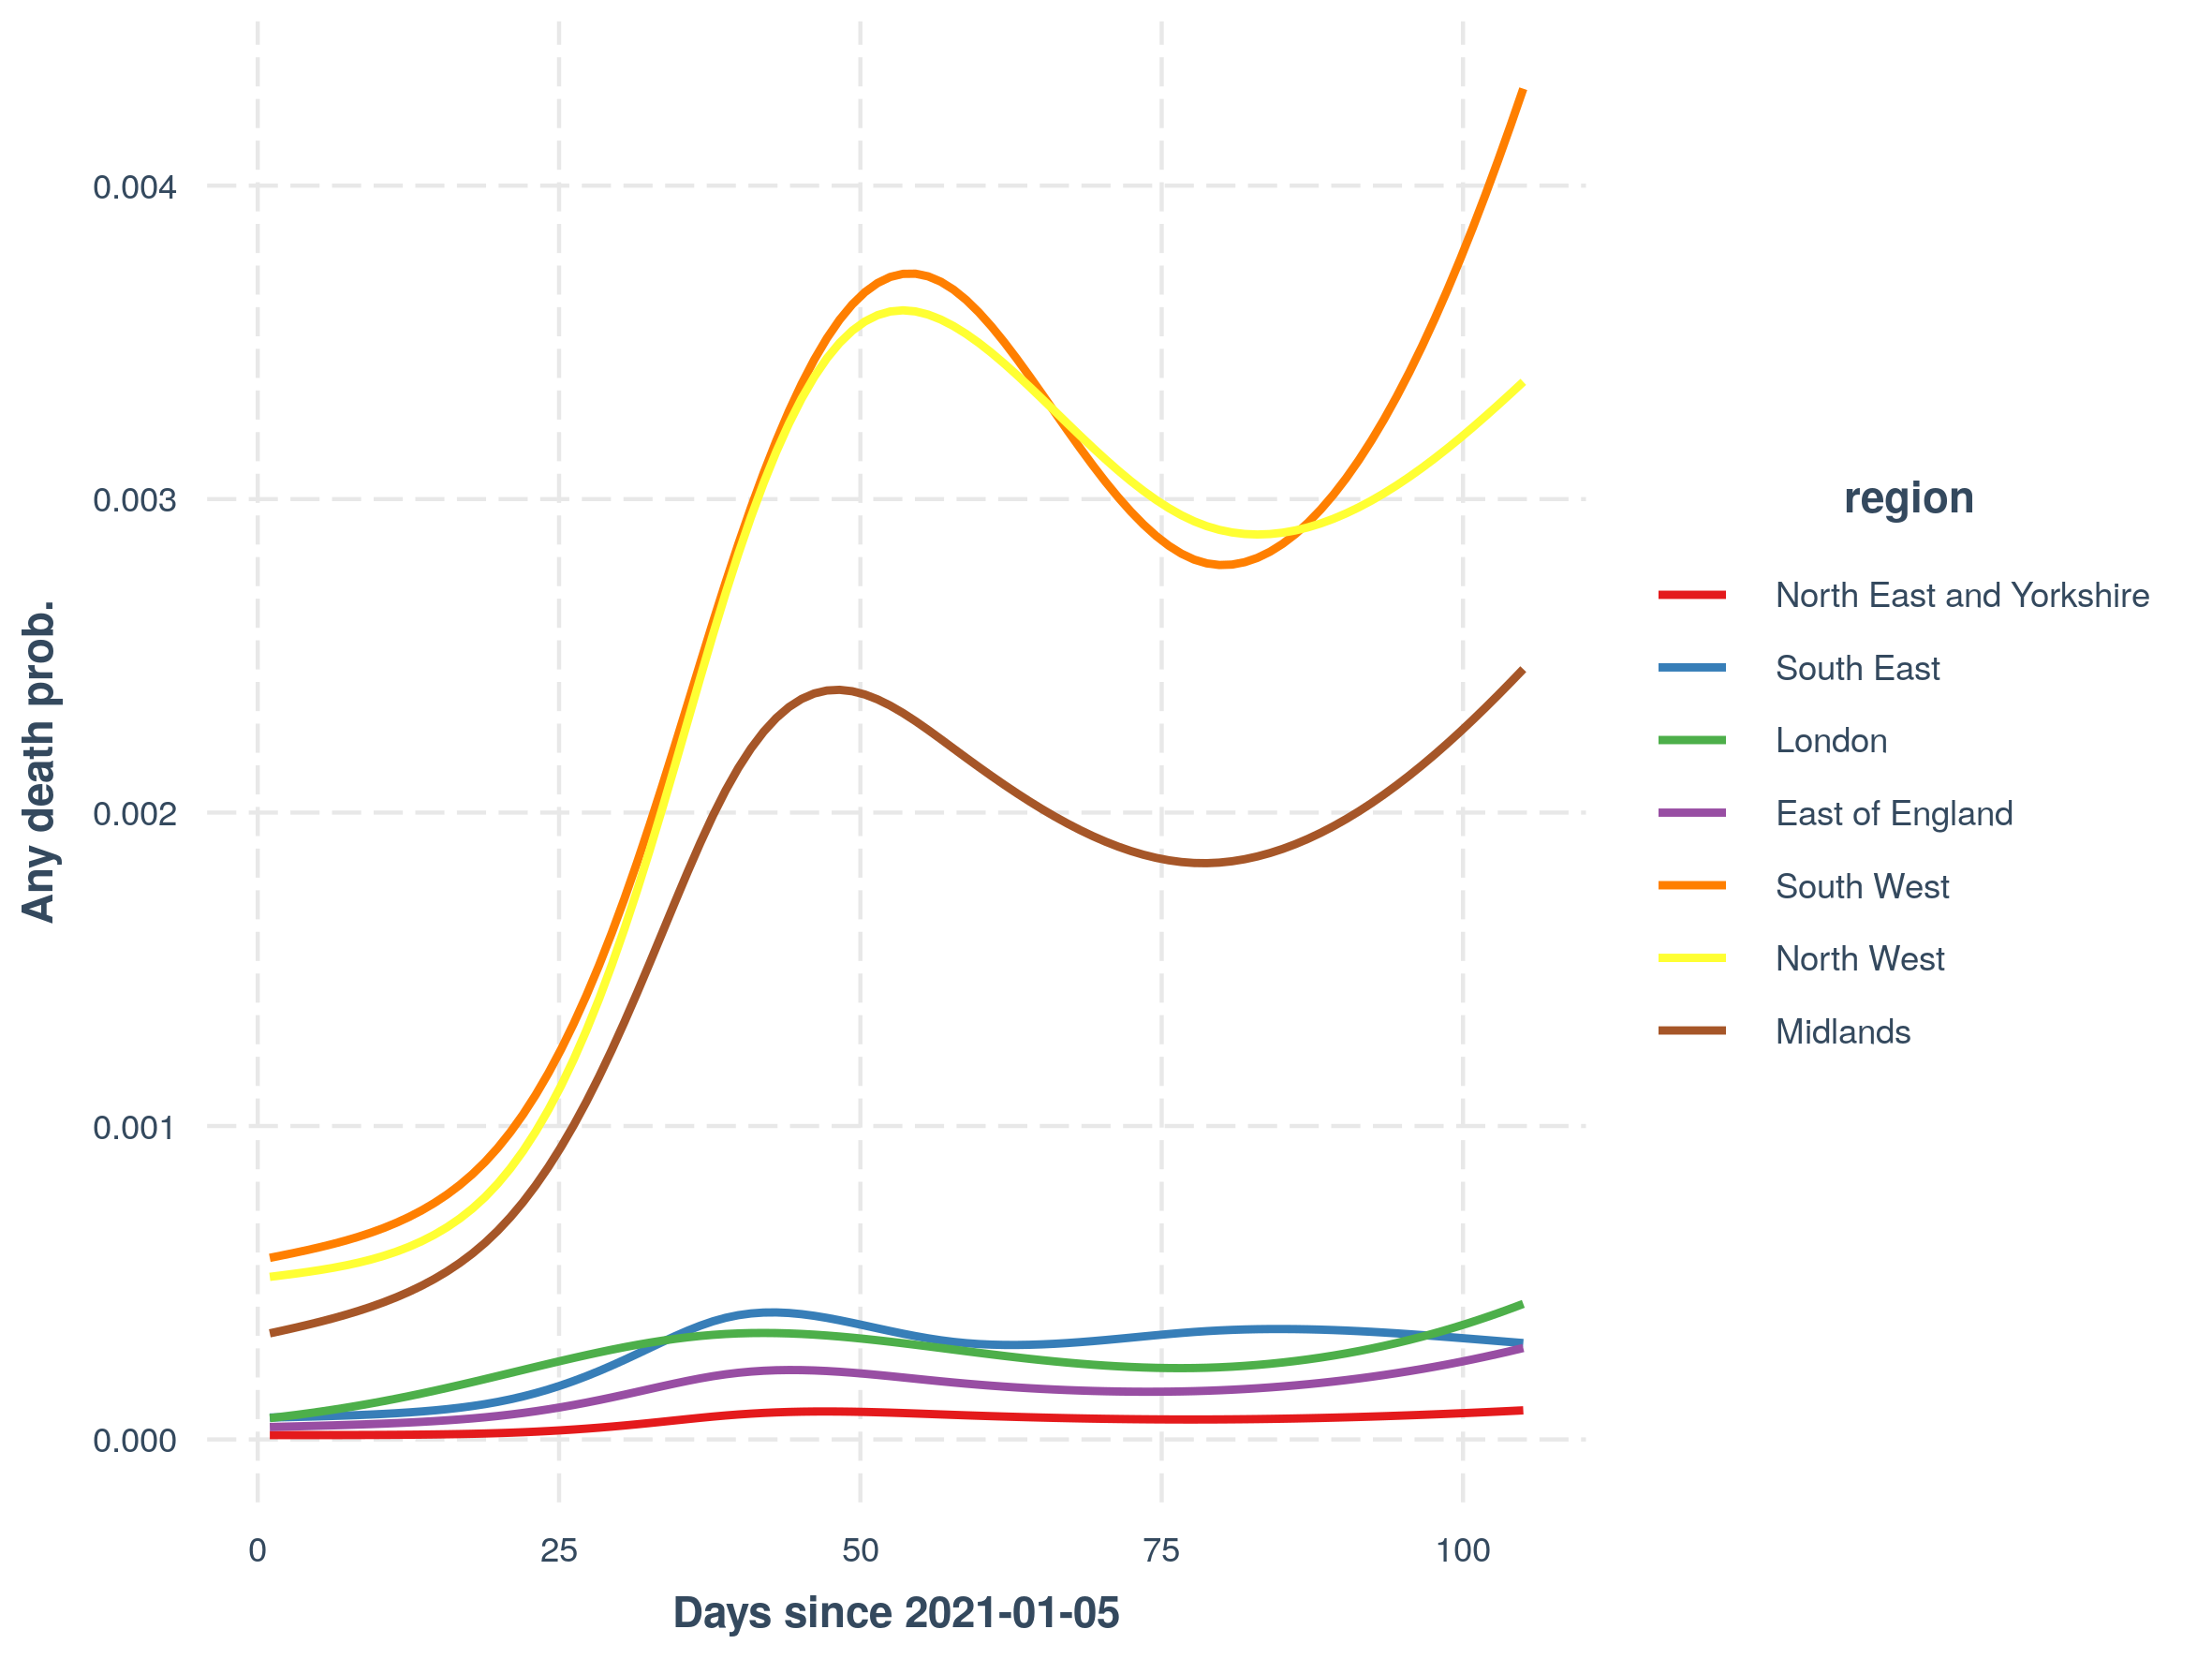 Any death prob.
0.004
0.003
0.002
0.001
0.000
0
25
50
75
100
Days since 2021-01-05
region
North East and Yorkshire
South East
London
East of England
South West
North West
Midlands